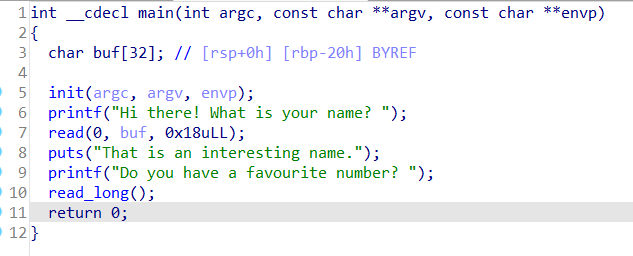 1 int __cdecl main(int argc, const char **argv, const char **envp)
2 {
3 char buf[32]; // [rsp+0h] [rbp-20h] BYREF
4
5 init(argc, argv, envp);
6 printf("Hi there! What is your name? ");
7 read(0, buf, 0x18uLL);
8 puts("That is an interesting name.");
9 printf("Do you have a favourite number? ");
10 read_long();
11 return 0;
12 }